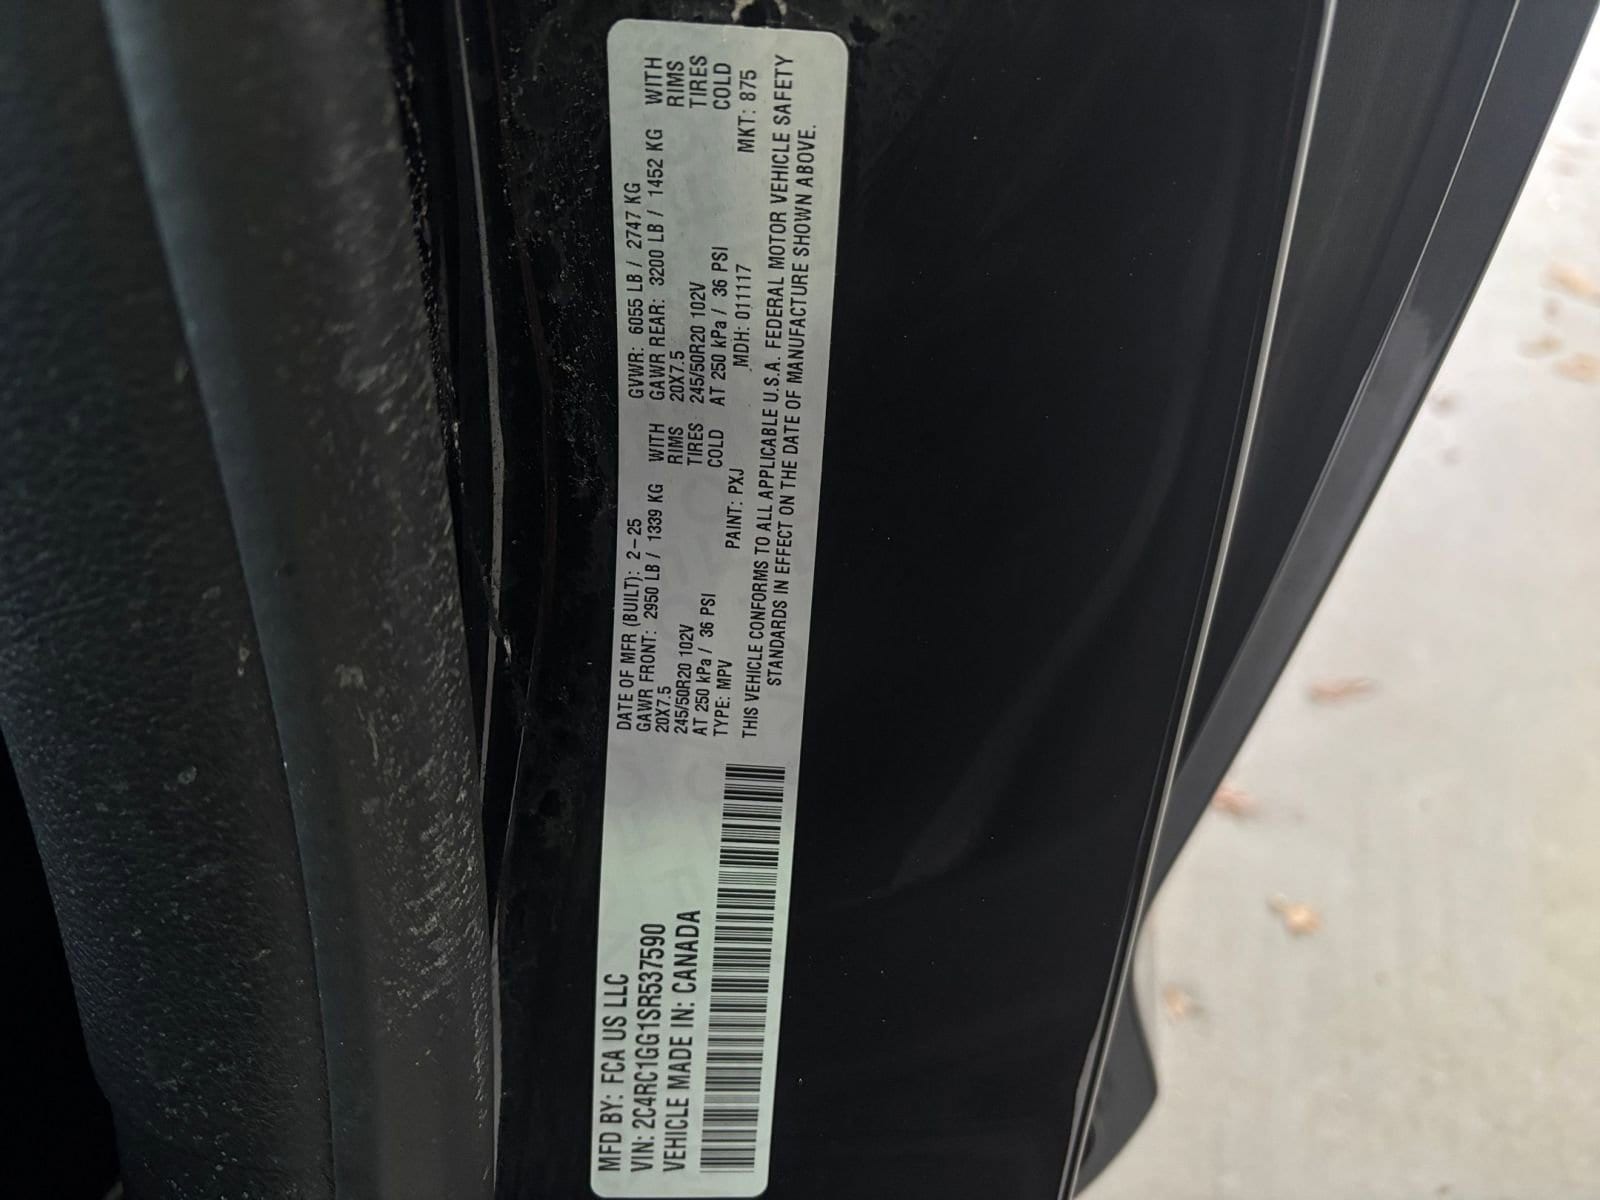 MFD BY: FCA US LLC
VIN: 2C4RC1GG1SR537590
VEHICLE MADE IN: CANADA
DATE OF MFR (BUILT): 2-25 GVWR: 6055 LB / 2747 KG
GAWR FRONT: 2950 LB / 1339 KG WITH GAWR REAR: 3200 LB / 1452 KG WITH
20X7.5 RIMS 20X7.5 RIMS
245/50R20 102V TIRES 245/50R20 102V TIRES
AT 250 kPa / 36 PSI COLD AT 250 kPa / 36 PSI COLD
TYPE: MPV PAINT: PXJ MDH: 011117 MKT: 875
THIS VEHICLE CONFORMS TO ALL APPLICABLE U.S.A. FEDERAL MOTOR VEHICLE SAFETY
STANDARDS IN EFFECT ON THE DATE OF MANUFACTURE SHOWN ABOVE.